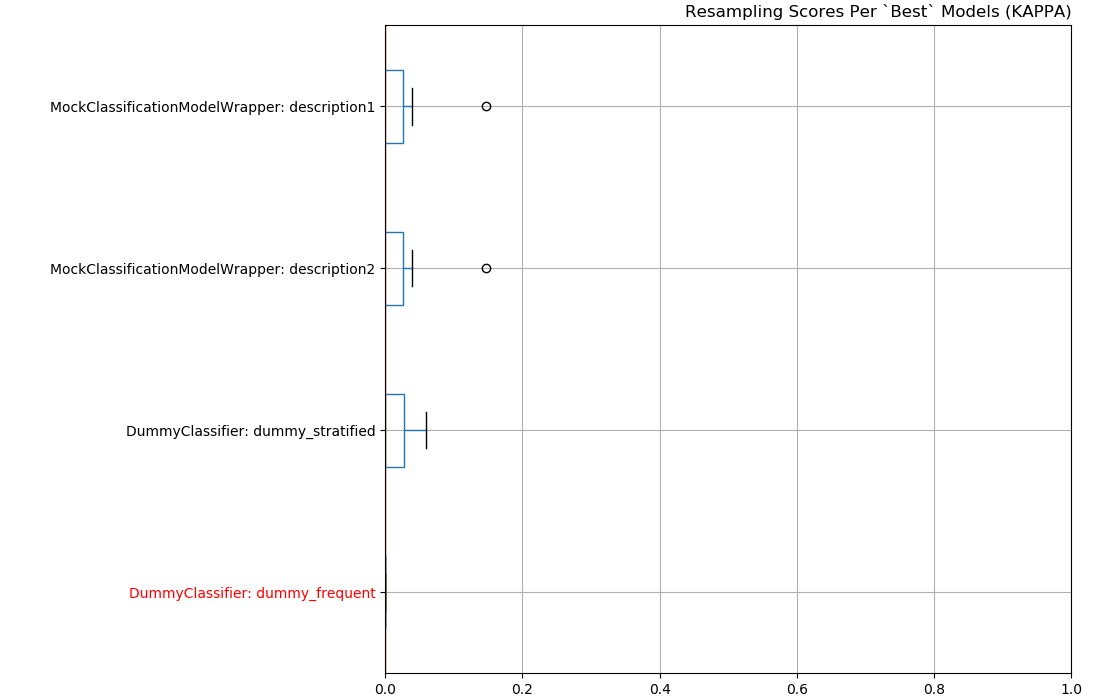 Resampling Scores Per `Best` Models (KAPPA)
MockClassificationModelWrapper: description1
MockClassificationModelWrapper: description2
DummyClassifier: dummy_stratified
DummyClassifier: dummy_frequent
0.0 0.2 0.4 0.6 0.8 1.0